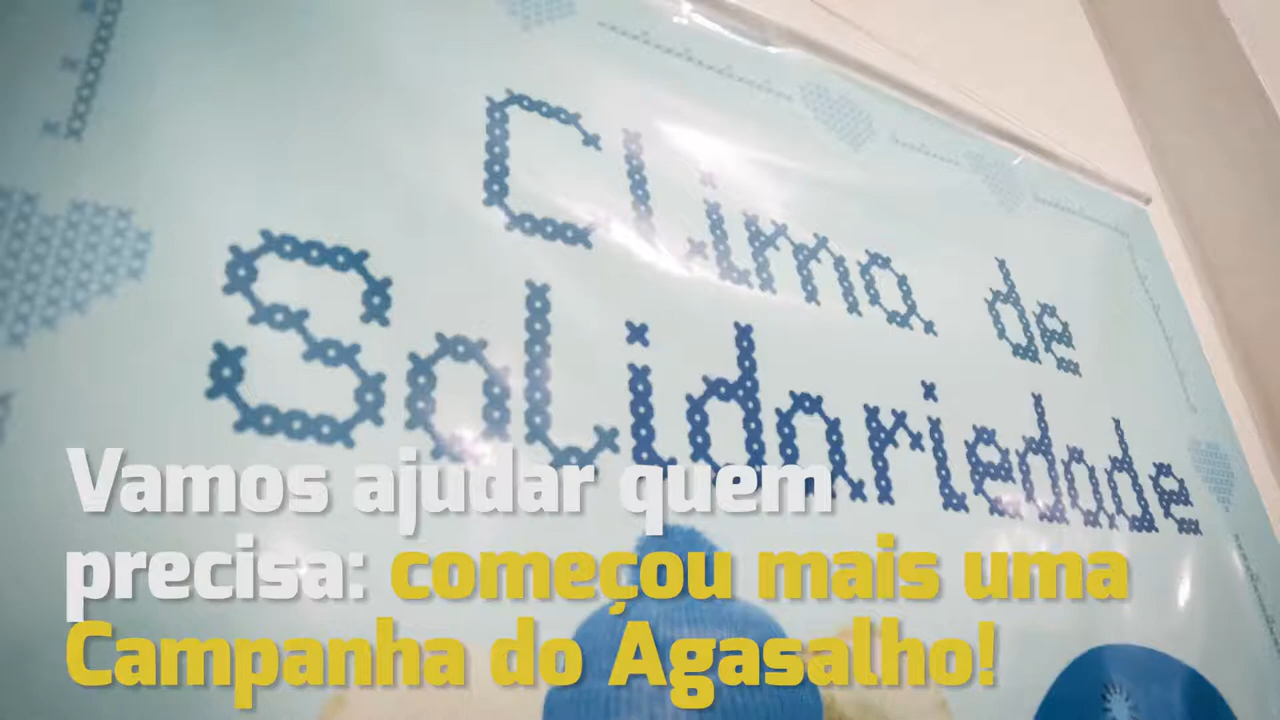 Clima de
Solidariedade
Vamos ajudar quem
precisa: começou mais uma
Campanha do Agasalho!